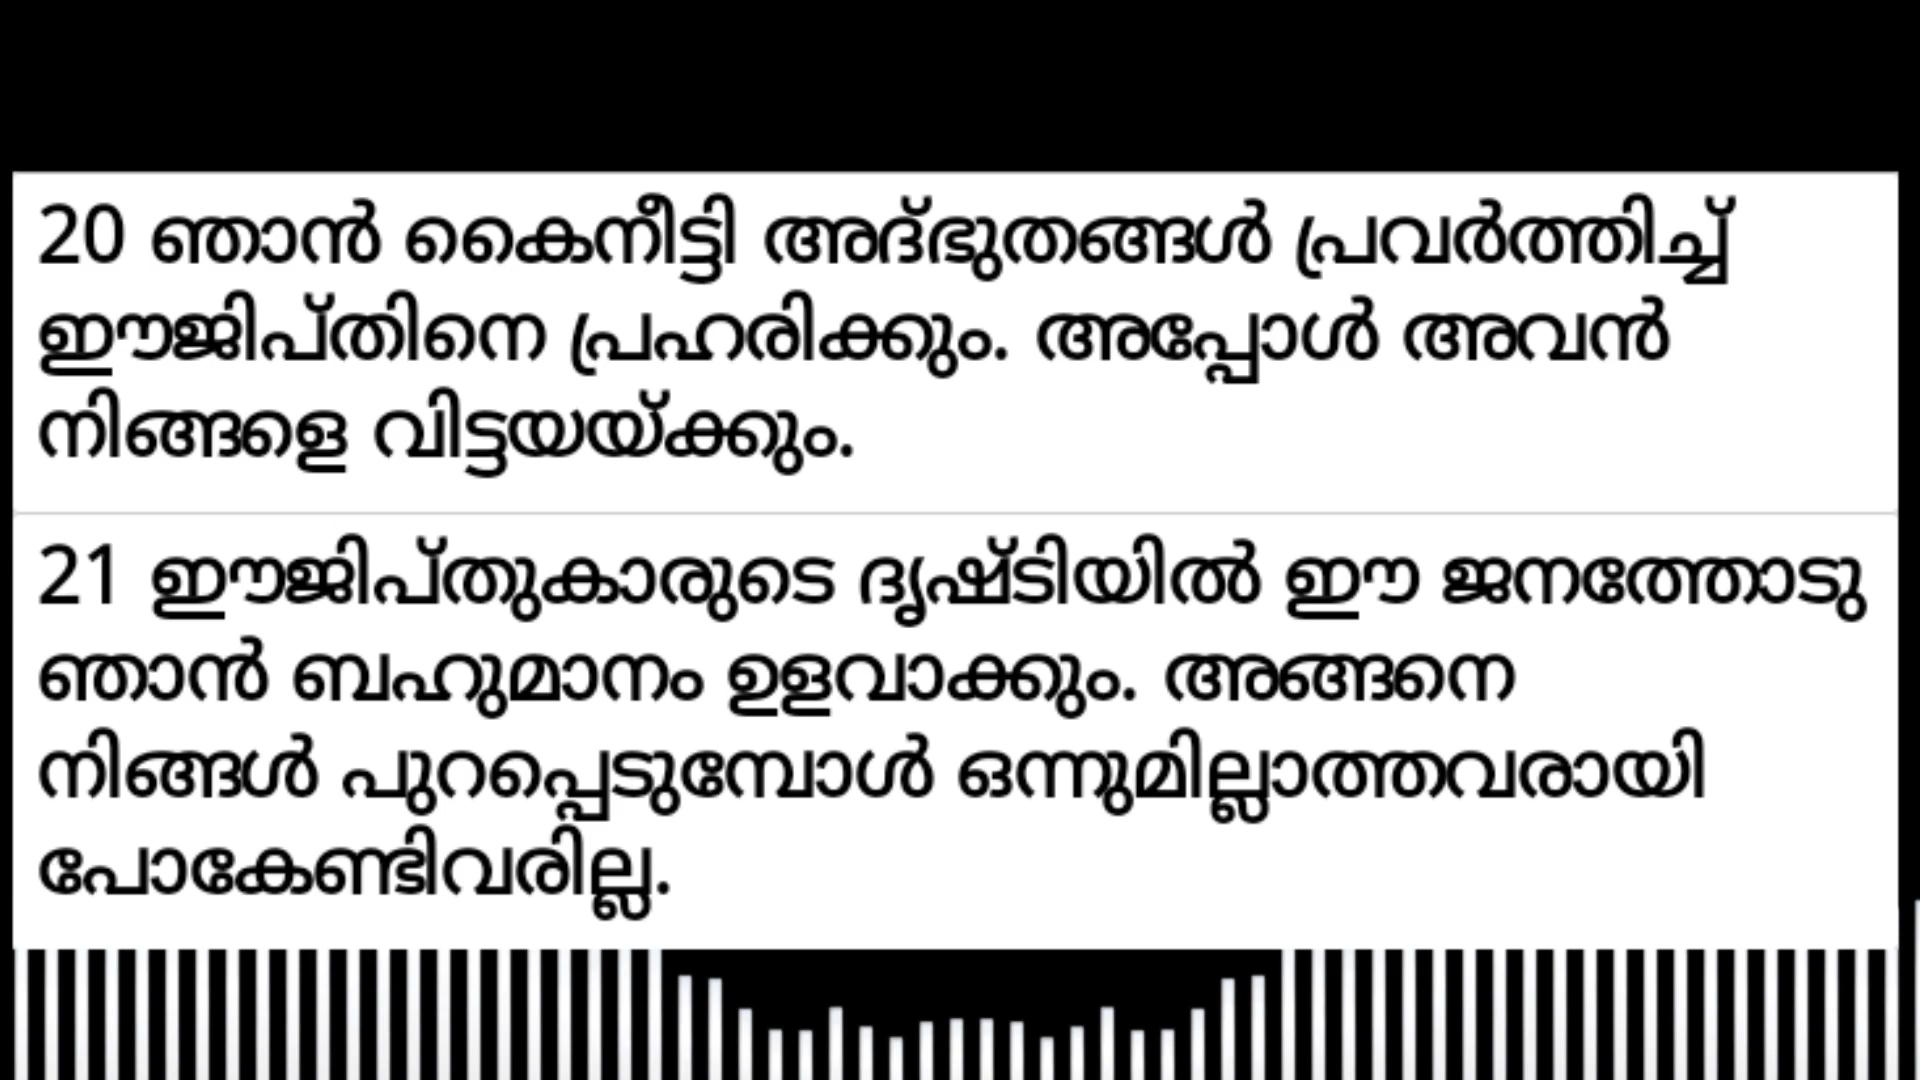 20 ഞാൻ കൈനീട്ടി അദ്ഭുതങ്ങൾ പ്രവർത്തിച്ച്
ഈജിപ്തിനെ പ്രഹരിക്കും. അപ്പോൾ അവൻ
നിങ്ങളെ വിട്ടയയ്ക്കും.
21 ഈജിപ്തുകാരുടെ ദൃഷ്ടിയിൽ ഈ ജനത്തോടു
ഞാൻ ബഹുമാനം ഉളവാക്കും. അങ്ങനെ
നിങ്ങൾ പുറപ്പെടുമ്പോൾ ഒന്നുമില്ലാത്തവരായി
പോകേണ്ടിവരില്ല.